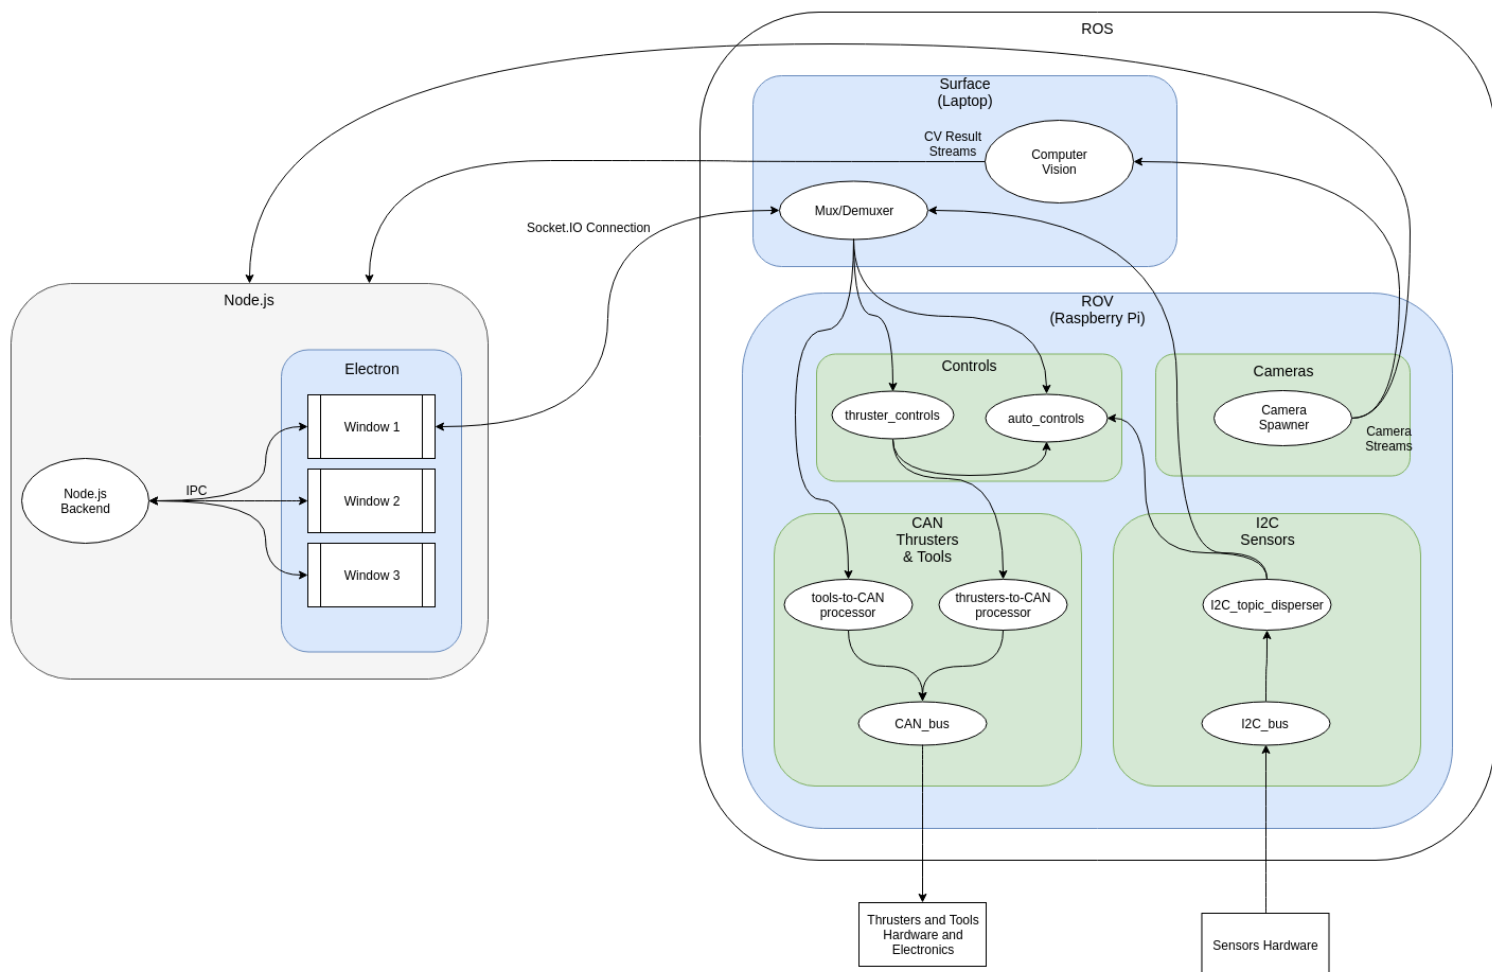 ROS
Surface
(Laptop)
CV Result
Streams
Computer
Vision
Mux/Demuxer
Socket.IO Connection
Node.js
Electron
Window 1
Window 2
Window 3
Node.js
Backend
IPC
ROV
(Raspberry Pi)
Controls
thruster_controls
auto_controls
Cameras
Camera
Spawner
Camera
Streams
CAN
Thrusters
& Tools
tools-to-CAN
processor
thrusters-to-CAN
processor
CAN_bus
I2C
Sensors
I2C_topic_disperser
I2C_bus
Thrusters and Tools
Hardware and
Electronics
Sensors Hardware